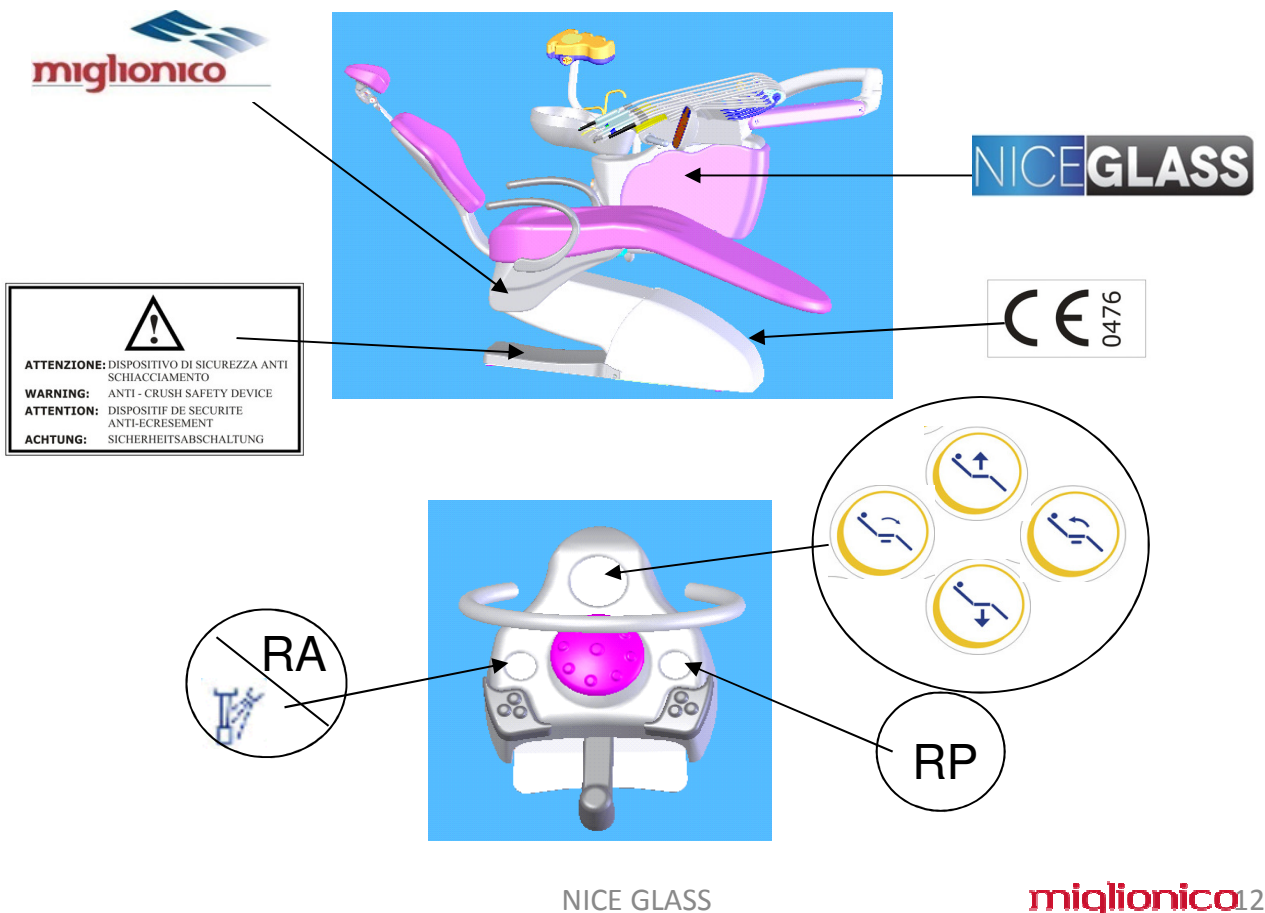 miglionico
NICEGLASS
CE 0476
ATTENZIONE: DISPOSITIVO DI SICUREZZA ANTI
SCHIACCIAMENTO
WARNING: ANTI - CRUSH SAFETY DEVICE
ATTENTION: DISPOSITIF DE SECURITE
ANTI-ECRESEMENT
ACHTUNG: SICHERHEITSABSCHALTUNG
RA
RP
NICE GLASS
miglionico 12